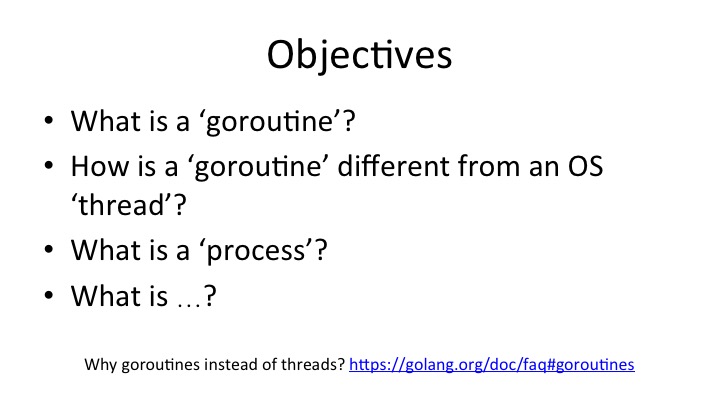 Objectives
• What is a ‘goroutine’?
• How is a ‘goroutine’ different from an OS
‘thread’?
• What is a ‘process’?
• What is …?
Why goroutines instead of threads? https://golang.org/doc/faq#goroutines